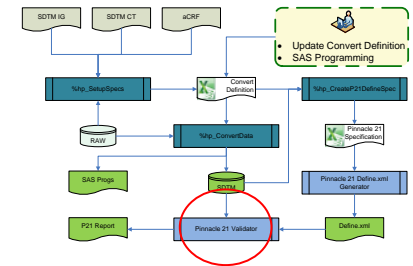 SDTM IG
SDTM CT
aCRF
• Update Convert Definition
• SAS Programming
%hp_SetupSpecs
Convert
Definition
%hp_CreateP21DefineSpec
RAW
%hp_ConvertData
Pinnacle 21
Specification
SAS Progs
SDTM
Pinnacle 21 Define.xml
Generator
P21 Report
Pinnacle 21 Validator
Define.xml